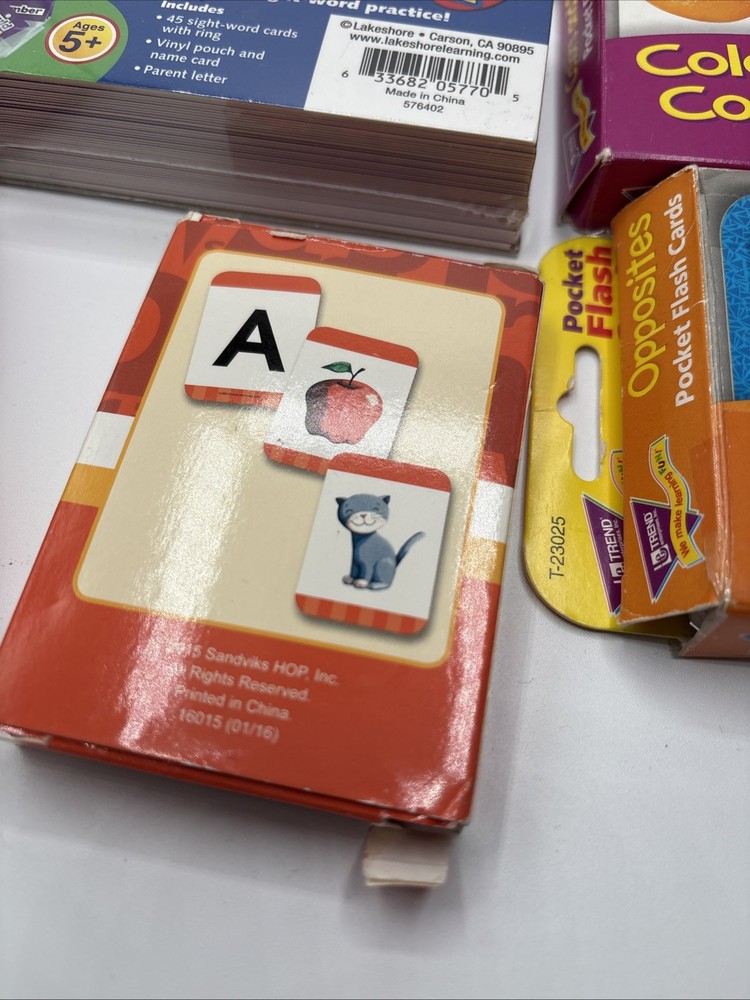 word practice!
Ages
5+
Includes
• 45 sight-word cards
with ring
• Vinyl pouch and
name card
• Parent letter
©Lakeshore • Carson, CA 90895
www.lakeshorelearning.com
6 33682 05770 5
Made in China
576402
A
Sandviks HOP, Inc.
Rights Reserved.
Printed in China.
16015 (01/16)
Pocket
Flash
T-23025
TREND
Opposites
Pocket Flash Cards
TREND
We make learning FUN!